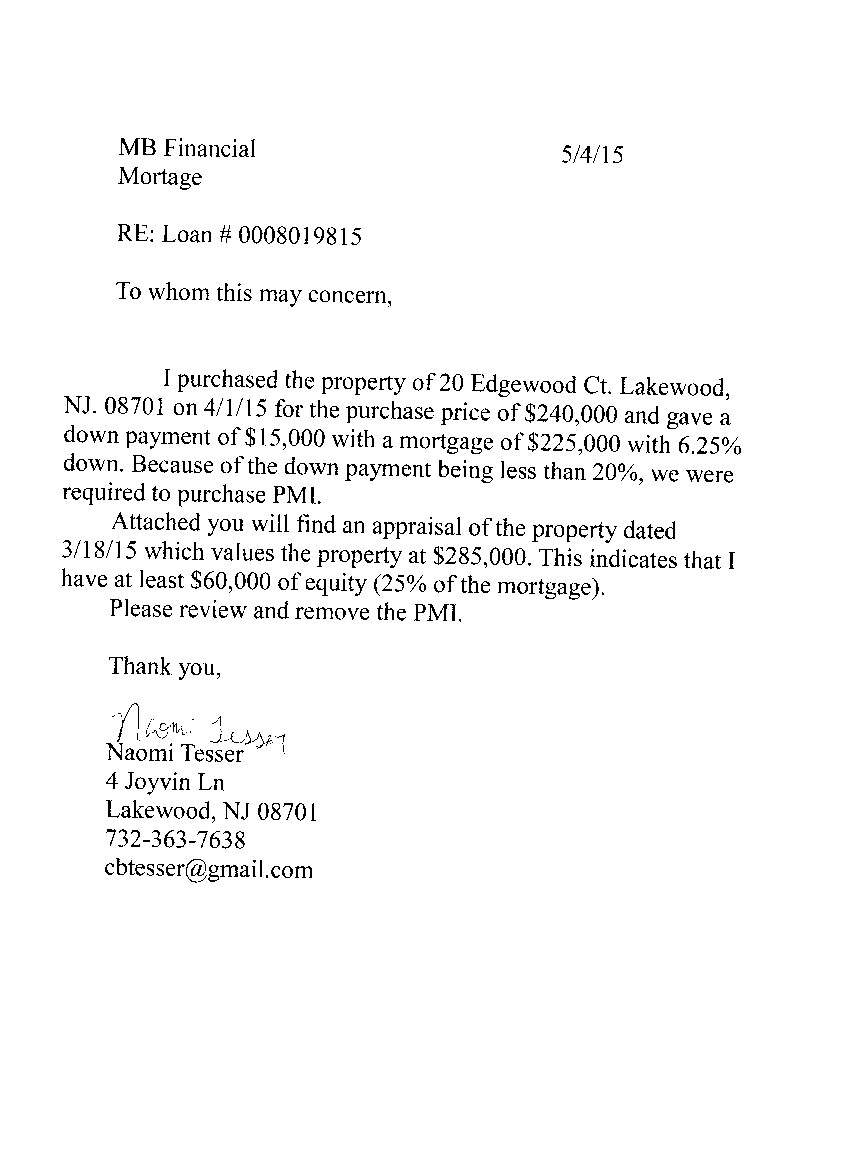 MB Financial 5/4/15
Mortage
RE: Loan # 0008019815
To whom this may concern,
I purchased the property of 20 Edgewood Ct. Lakewood,
NJ. 08701 on 4/1/15 for the purchase price of $240,000 and gave a
down payment of $15,000 with a mortgage of $225,000 with 6.25%
down. Because of the down payment being less than 20%, we were
required to purchase PMI.
Attached you will find an appraisal of the property dated
3/18/15 which values the property at $285,000. This indicates that I
have at least $60,000 of equity (25% of the mortgage).
Please review and remove the PMI.
Thank you,
Naomi Tesser
Naomi Tesser
4 Joyvin Ln
Lakewood, NJ 08701
732-363-7638
cbtesser@gmail.com